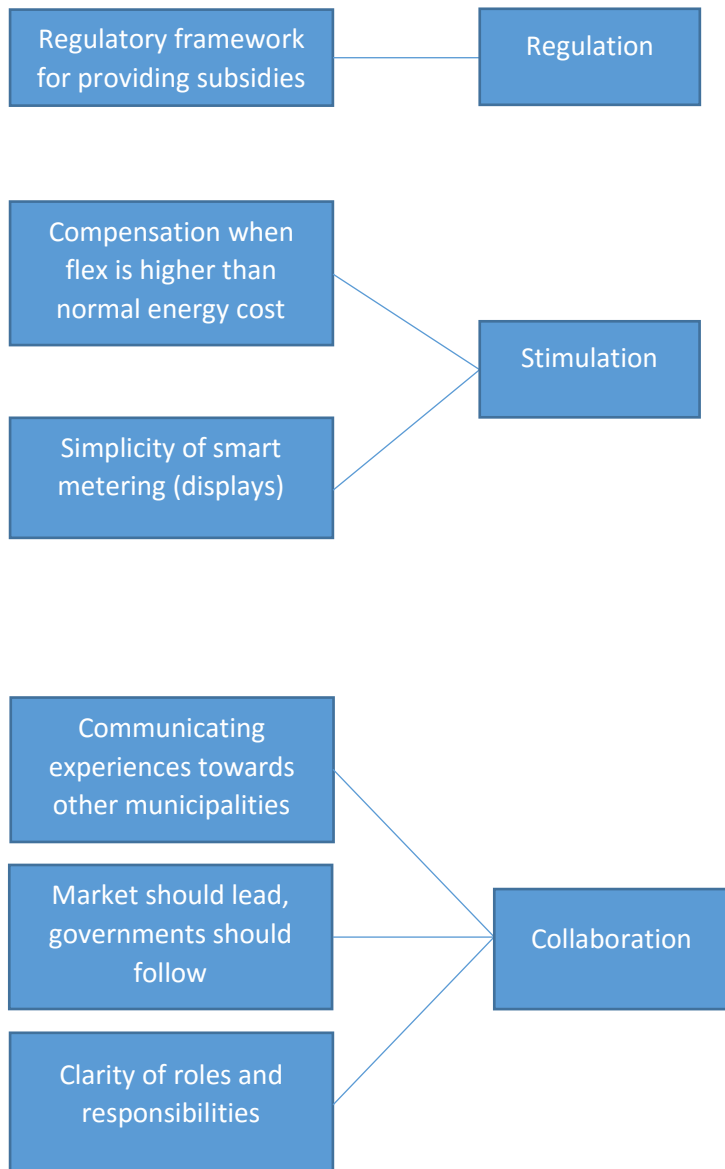 Regulatory framework
for providing subsidies
Regulation
Compensation when
flex is higher than
normal energy cost
Stimulation
Simplicity of smart
metering (displays)
Communicating
experiences towards
other municipalities
Market should lead,
governments should
follow
Collaboration
Clarity of roles and
responsibilities